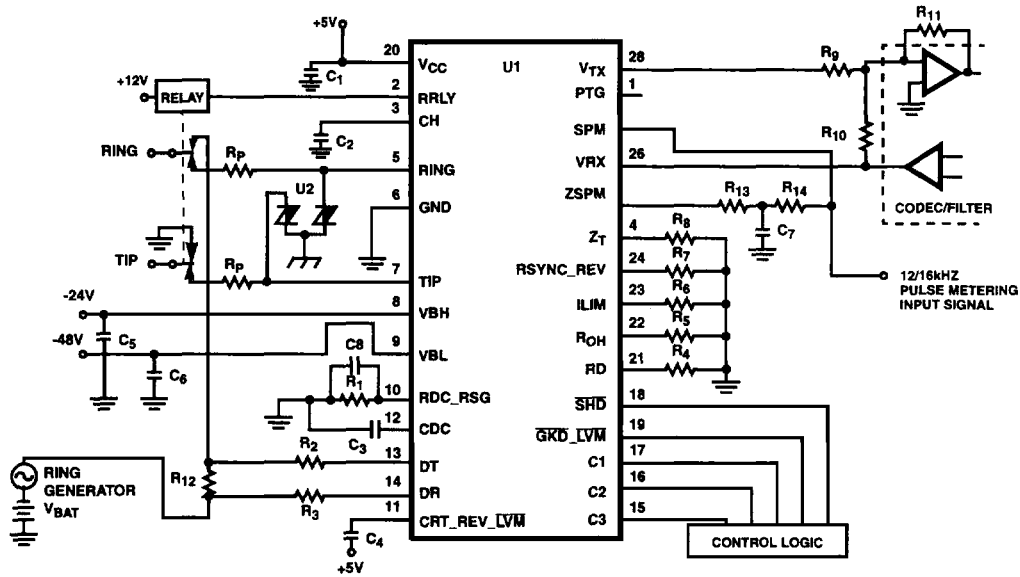 +5V
C1
20
VCC
U1
+12V
RELAY
2
RRLY
3
CH
C2
RING
RP
5
RING
U2
6
GND
TIP
RP
7
TIP
-24V
8
VBH
-48V
C5
C6
9
VBL
C8
R1
10
RDC_RSG
12
CDC
C3
R2
13
DT
R12
14
DR
R3
RING
GENERATOR
VBAT
11
CRT_REV_LVM
C4
+5V
VTX
28
R9
R11
PTG
1
SPM
R10
VRX
26
CODEC/FILTER
ZSPM
R13
R14
C7
ZT
4
R8
RSYNC_REV
24
R7
12/16kHZ
PULSE METERING
INPUT SIGNAL
ILIM
23
R6
ROH
22
R5
RD
21
R4
SHD
18
GKD_LVM
19
C1
17
C2
16
C3
15
CONTROL LOGIC